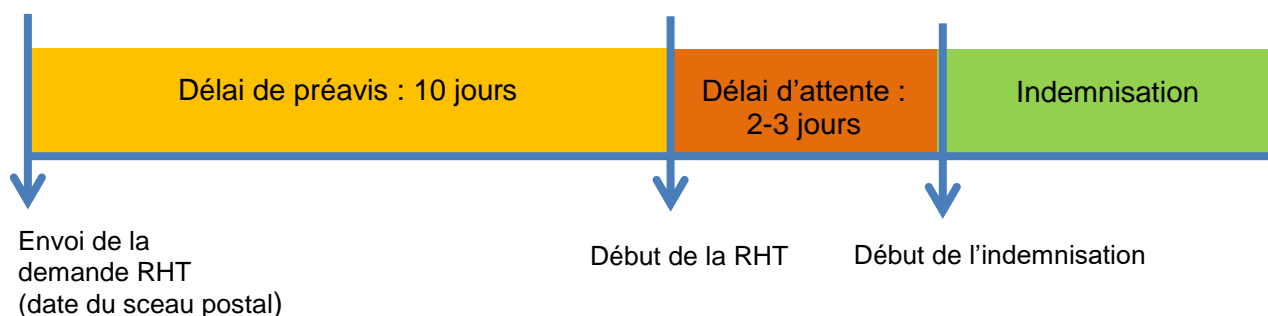 Délai de préavis : 10 jours
Délai d'attente :
2-3 jours
Indemnisation
Envoi de la
demande RHT
(date du sceau postal)
Début de la RHT
Début de l'indemnisation